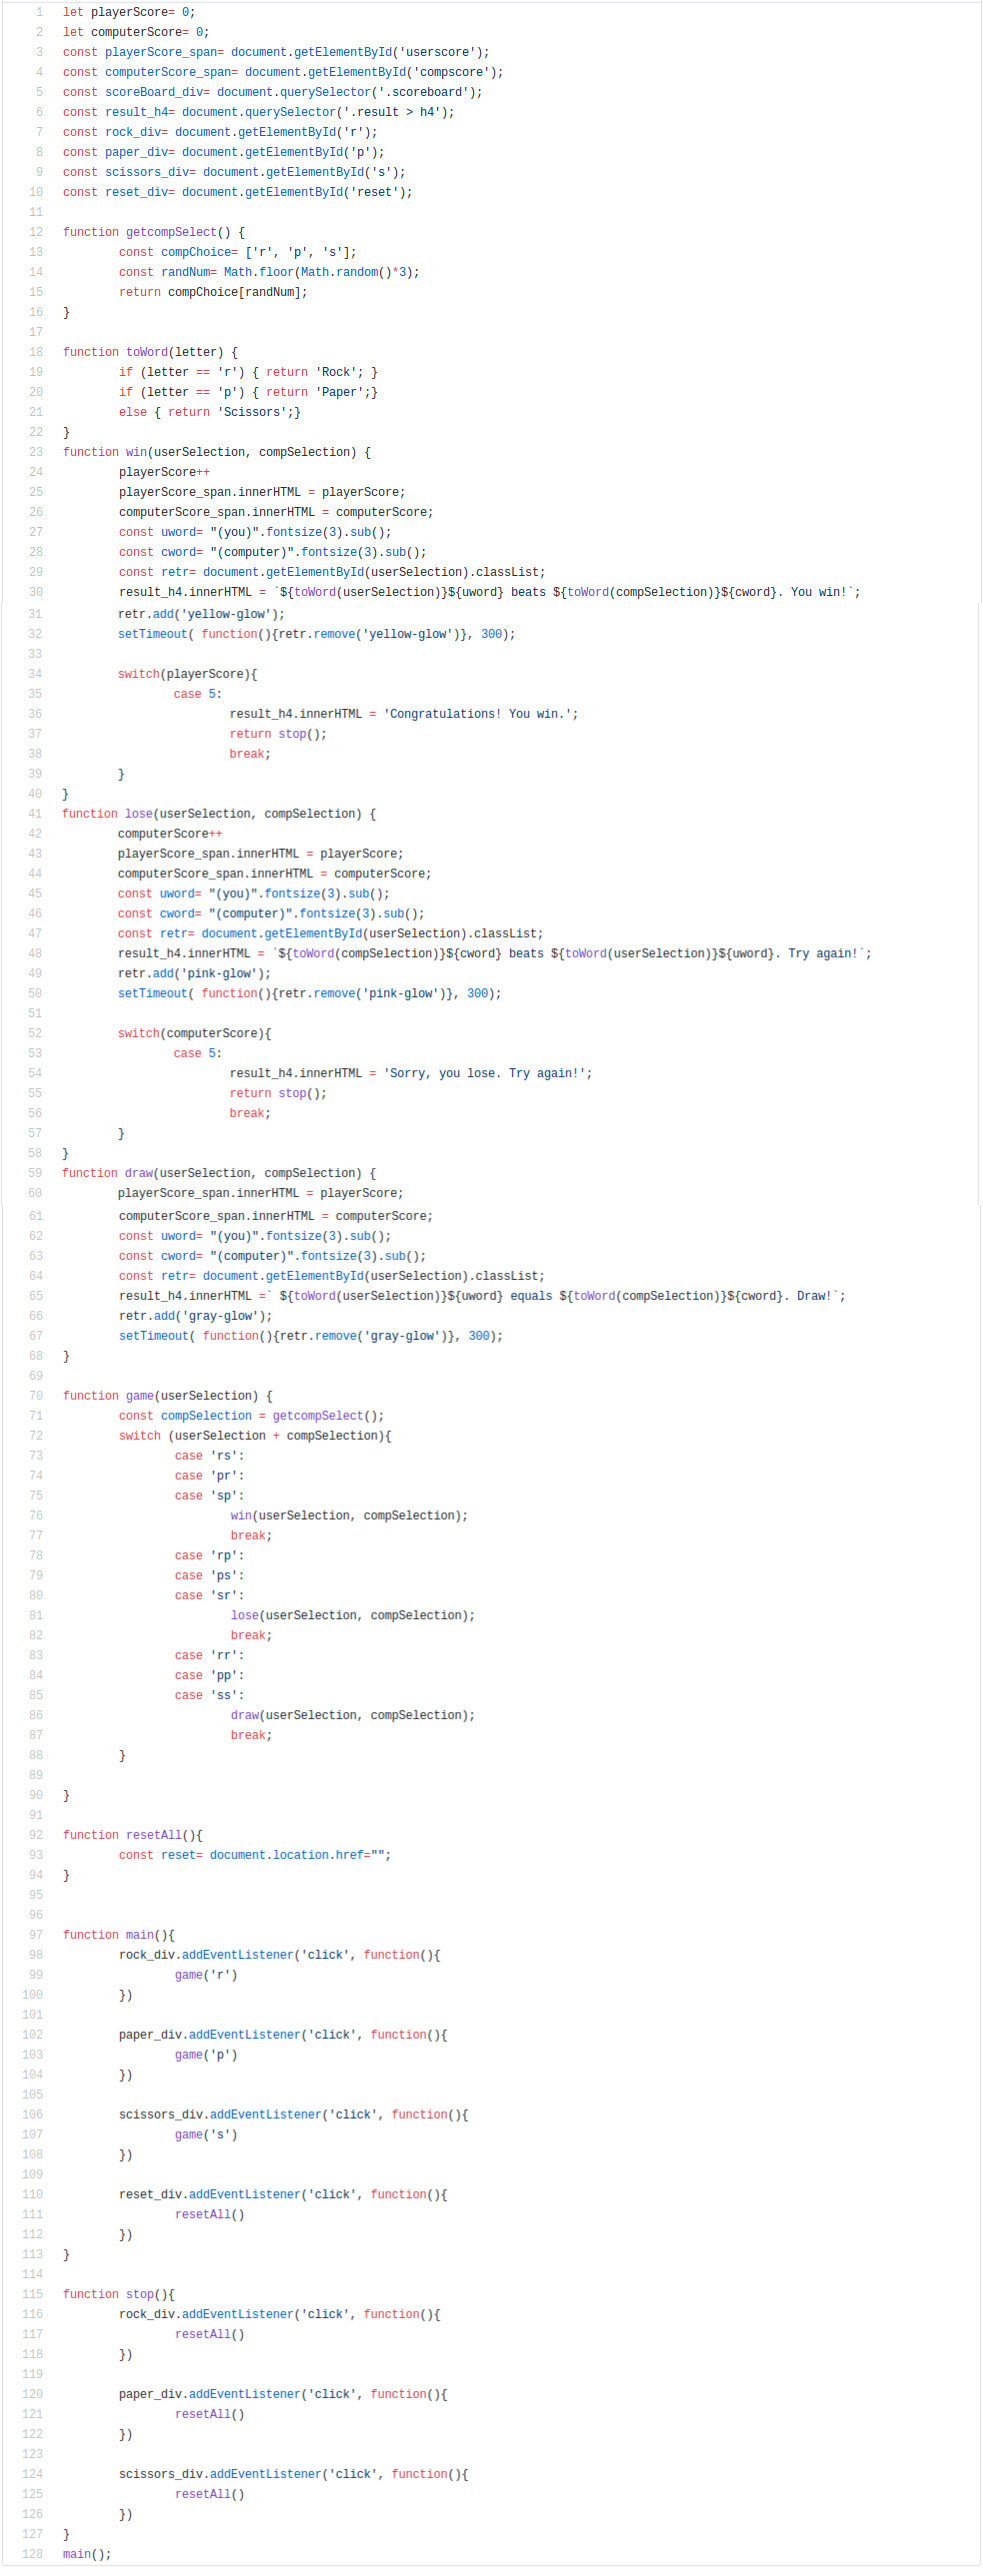 1 let playerScore= 0;
2 let computerScore= 0;
3 const playerScore_span= document.getElementById('userscore');
4 const computerScore_span= document.getElementById('compscore');
5 const scoreBoard_div= document.querySelector('.scoreboard');
6 const result_h4= document.querySelector('.result > h4');
7 const rock_div= document.getElementById('r');
8 const paper_div= document.getElementById('p');
9 const scissors_div= document.getElementById('s');
10 const reset_div= document.getElementById('reset');
11
12 function getcompSelect() {
13 const compChoice= ['r', 'p', 's'];
14 const randNum= Math.floor(Math.random()*3);
15 return compChoice[randNum];
16 }
17
18 function toWord(letter) {
19 if (letter == 'r') { return 'Rock'; }
20 if (letter == 'p') { return 'Paper';}
21 else { return 'Scissors';}
22 }
23 function win(userSelection, compSelection) {
24 playerScore++
25 playerScore_span.innerHTML = playerScore;
26 computerScore_span.innerHTML = computerScore;
27 const uword= "(you)".fontsize(3).sub();
28 const cword= "(computer)".fontsize(3).sub();
29 const retr= document.getElementById(userSelection).classList;
30 result_h4.innerHTML = `${toWord(userSelection)}${uword} beats ${toWord(compSelection)}${cword}. You win!`;
31 retr.add('yellow-glow');
32 setTimeout( function(){retr.remove('yellow-glow')}, 300);
33
34 switch(playerScore){
35 case 5:
36 result_h4.innerHTML = 'Congratulations! You win.';
37 return stop();
38 break;
39 }
40 }
41 function lose(userSelection, compSelection) {
42 computerScore++
43 playerScore_span.innerHTML = playerScore;
44 computerScore_span.innerHTML = computerScore;
45 const uword= "(you)".fontsize(3).sub();
46 const cword= "(computer)".fontsize(3).sub();
47 const retr= document.getElementById(userSelection).classList;
48 result_h4.innerHTML = `${toWord(compSelection)}${cword} beats ${toWord(userSelection)}${uword}. Try again!`;
49 retr.add('pink-glow');
50 setTimeout( function(){retr.remove('pink-glow')}, 300);
51
52 switch(computerScore){
53 case 5:
54 result_h4.innerHTML = 'Sorry, you lose. Try again!';
55 return stop();
56 break;
57 }
58 }
59 function draw(userSelection, compSelection) {
60 playerScore_span.innerHTML = playerScore;
61 computerScore_span.innerHTML = computerScore;
62 const uword= "(you)".fontsize(3).sub();
63 const cword= "(computer)".fontsize(3).sub();
64 const retr= document.getElementById(userSelection).classList;
65 result_h4.innerHTML =` ${toWord(userSelection)}${uword} equals ${toWord(compSelection)}${cword}. Draw!`;
66 retr.add('gray-glow');
67 setTimeout( function(){retr.remove('gray-glow')}, 300);
68 }
69
70 function game(userSelection) {
71 const compSelection = getcompSelect();
72 switch (userSelection + compSelection){
73 case 'rs':
74 case 'pr':
75 case 'sp':
76 win(userSelection, compSelection);
77 break;
78 case 'rp':
79 case 'ps':
80 case 'sr':
81 lose(userSelection, compSelection);
82 break;
83 case 'rr':
84 case 'pp':
85 case 'ss':
86 draw(userSelection, compSelection);
87 break;
88 }
89
90 }
91
92 function resetAll(){
93 const reset= document.location.href="";
94 }
95
96
97 function main(){
98 rock_div.addEventListener('click', function(){
99 game('r')
100 })
101
102 paper_div.addEventListener('click', function(){
103 game('p')
104 })
105
106 scissors_div.addEventListener('click', function(){
107 game('s')
108 })
109
110 reset_div.addEventListener('click', function(){
111 resetAll()
112 })
113 }
114
115 function stop(){
116 rock_div.addEventListener('click', function(){
117 resetAll()
118 })
119
120 paper_div.addEventListener('click', function(){
121 resetAll()
122 })
123
124 scissors_div.addEventListener('click', function(){
125 resetAll()
126 })
127 }
128 main();